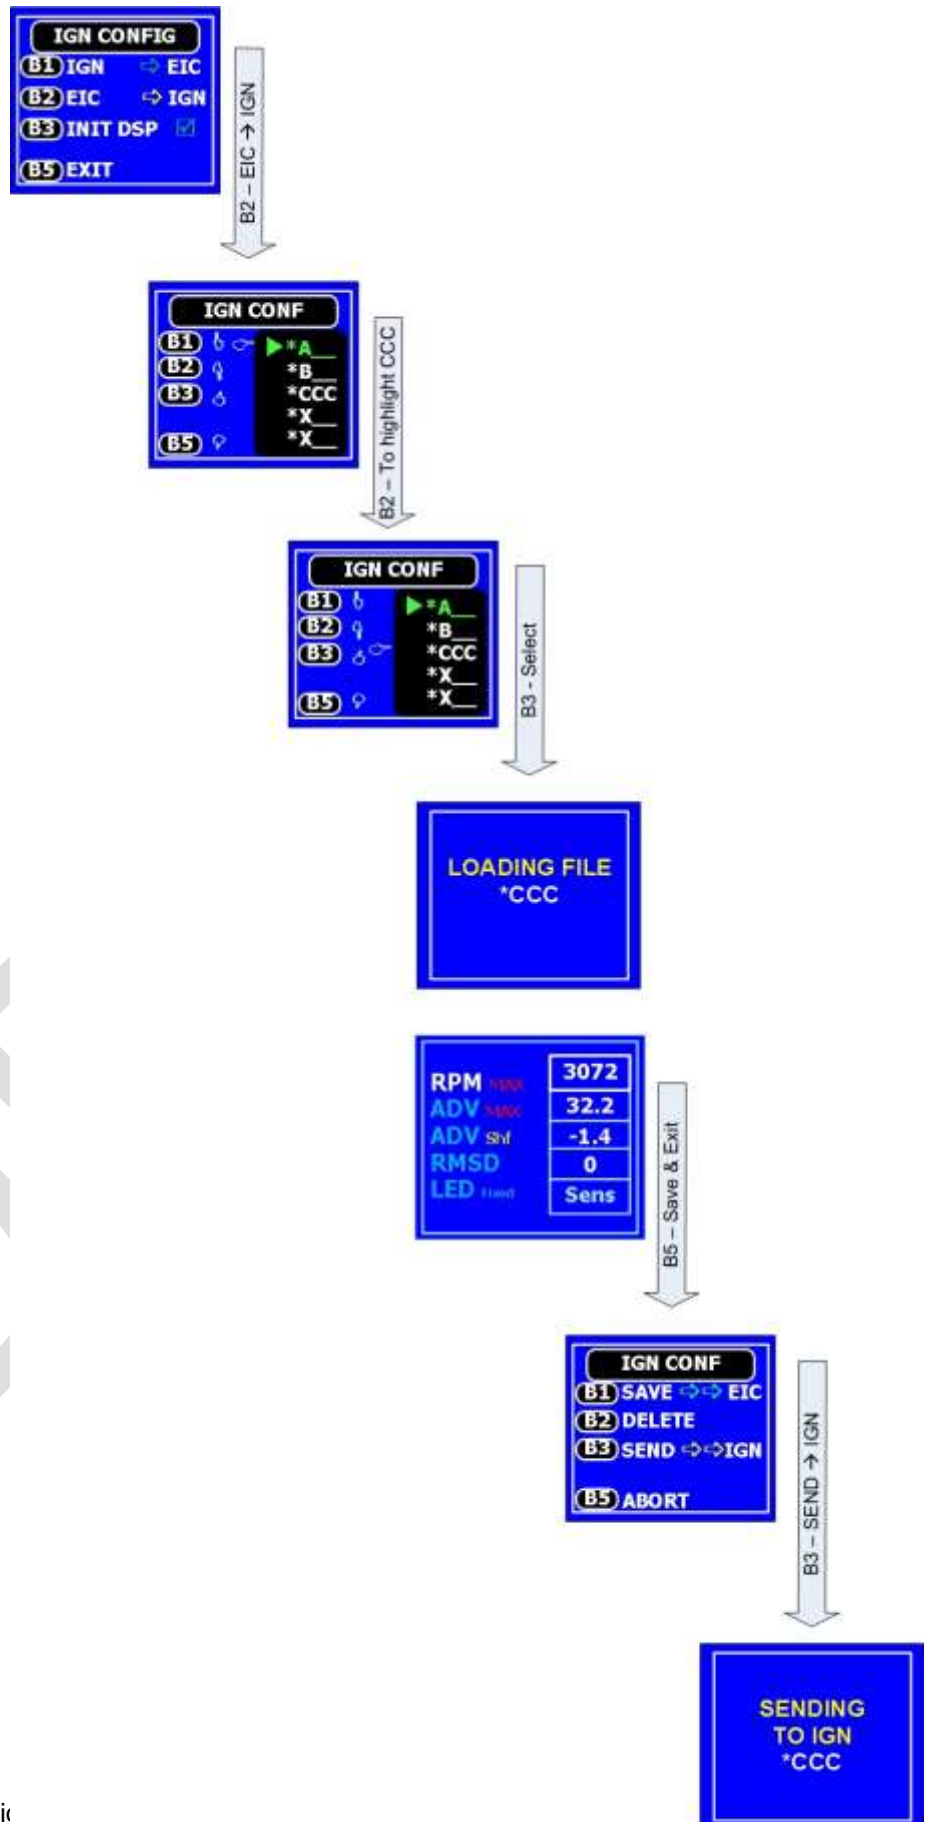 IGN CONFIG
B1 IGN ⇨ EIC
B2 EIC ⇨ IGN
B3 INIT DSP ☑
B5 EXIT
B2 – EIC → IGN
IGN CONF
B1 ▶*A__
B2 *B__
B3 *CCC
*X__
B5 *X__
B2 – To highlight CCC
IGN CONF
B1 ▶*A__
B2 *B__
B3 *CCC
*X__
B5 *X__
B3 - Select
LOADING FILE
*CCC
RPM MAX 3072
ADV MAX 32.2
ADV Shf -1.4
RMSD 0
LED Sens
B5 – Save & Exit
IGN CONF
B1 SAVE ⇨⇨ EIC
B2 DELETE
B3 SEND ⇨⇨IGN
B5 ABORT
B3 – SEND → IGN
SENDING
TO IGN
*CCC